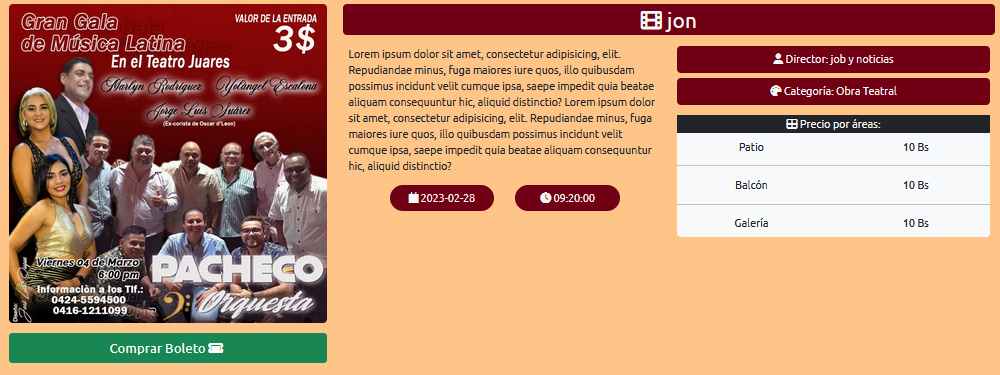 Gran Gala
de Música Latina
VALOR DE LA ENTRADA
3$
En el Teatro Juares
Marlyn Rodriguez Yolángel Escalona
Jorge Luis Suárez
(Ex-corista de Oscar d'Leon)
Viernes 04 de Marzo
6:00 pm
Informaciòn a los Tlf.:
0424-5594500
0416-1211099
PACHECO
Orquesta
Comprar Boleto
jon
Lorem ipsum dolor sit amet, consectetur adipisicing, elit.
Repudiandae minus, fuga maiores iure quos, illo quibusdam
possimus incidunt velit cumque ipsa, saepe impedit quia beatae
aliquam consequuntur hic, aliquid distinctio? Lorem ipsum dolor
sit amet, consectetur adipisicing, elit. Repudiandae minus, fuga
maiores iure quos, illo quibusdam possimus incidunt velit
cumque ipsa, saepe impedit quia beatae aliquam consequuntur
hic, aliquid distinctio?
2023-02-28
09:20:00
Director: job y noticias
Categoría: Obra Teatral
Precio por áreas:
Patio 10 Bs
Balcón 10 Bs
Galería 10 Bs